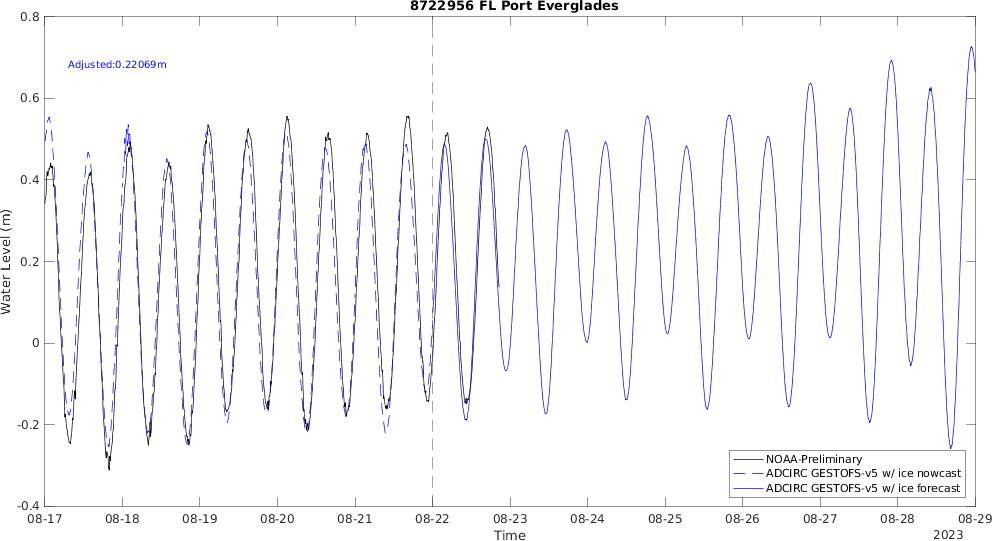 8722956 FL Port Everglades
Adjusted:0.22069m
Water Level (m)
0.8
0.6
0.4
0.2
0
-0.2
-0.4
NOAA-Preliminary
ADCIRC GESTOFS-v5 w/ ice nowcast
ADCIRC GESTOFS-v5 w/ ice forecast
08-17 08-18 08-19 08-20 08-21 08-22 08-23 08-24 08-25 08-26 08-27 08-28 08-29
Time
2023